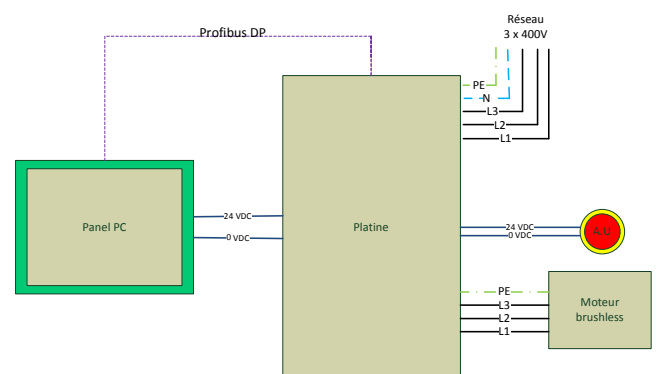 Réseau
3 x 400V
Profibus DP
PE
N
L3
L2
L1
Panel PC
24 VDC
0 VDC
Platine
24 VDC
0 VDC
A.U
PE
L3
L2
L1
Moteur
brushless